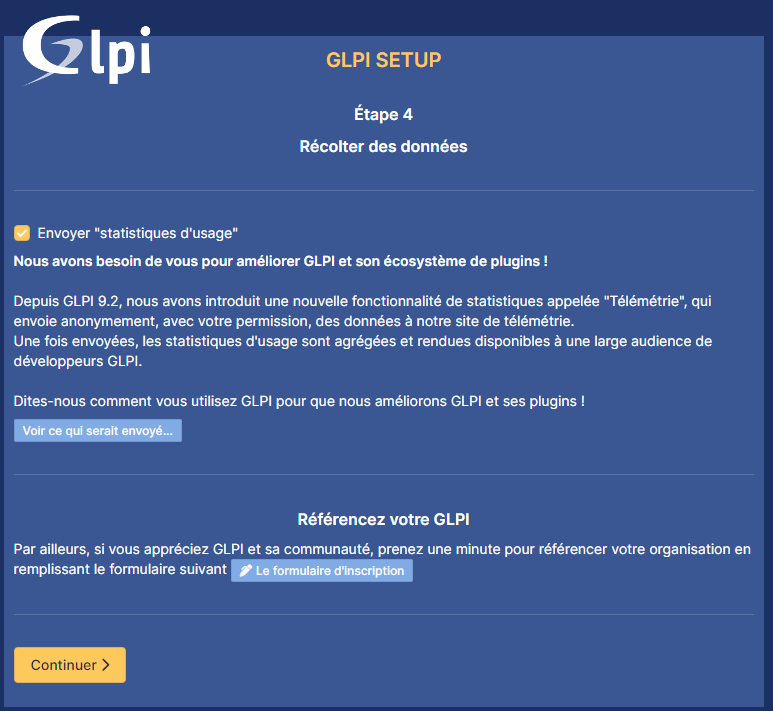 Glpi
GLPI SETUP
Étape 4
Récolter des données
Envoyer "statistiques d'usage"
Nous avons besoin de vous pour améliorer GLPI et son écosystème de plugins !
Depuis GLPI 9.2, nous avons introduit une nouvelle fonctionnalité de statistiques appelée "Télémétrie", qui
envoie anonymement, avec votre permission, des données à notre site de télémétrie.
Une fois envoyées, les statistiques d'usage sont agrégées et rendues disponibles à une large audience de
développeurs GLPI.
Dites-nous comment vous utilisez GLPI pour que nous améliorons GLPI et ses plugins !
Voir ce qui serait envoyé...
Référencez votre GLPI
Par ailleurs, si vous appréciez GLPI et sa communauté, prenez une minute pour référencer votre organisation en
remplissant le formulaire suivant Le formulaire d'inscription
Continuer